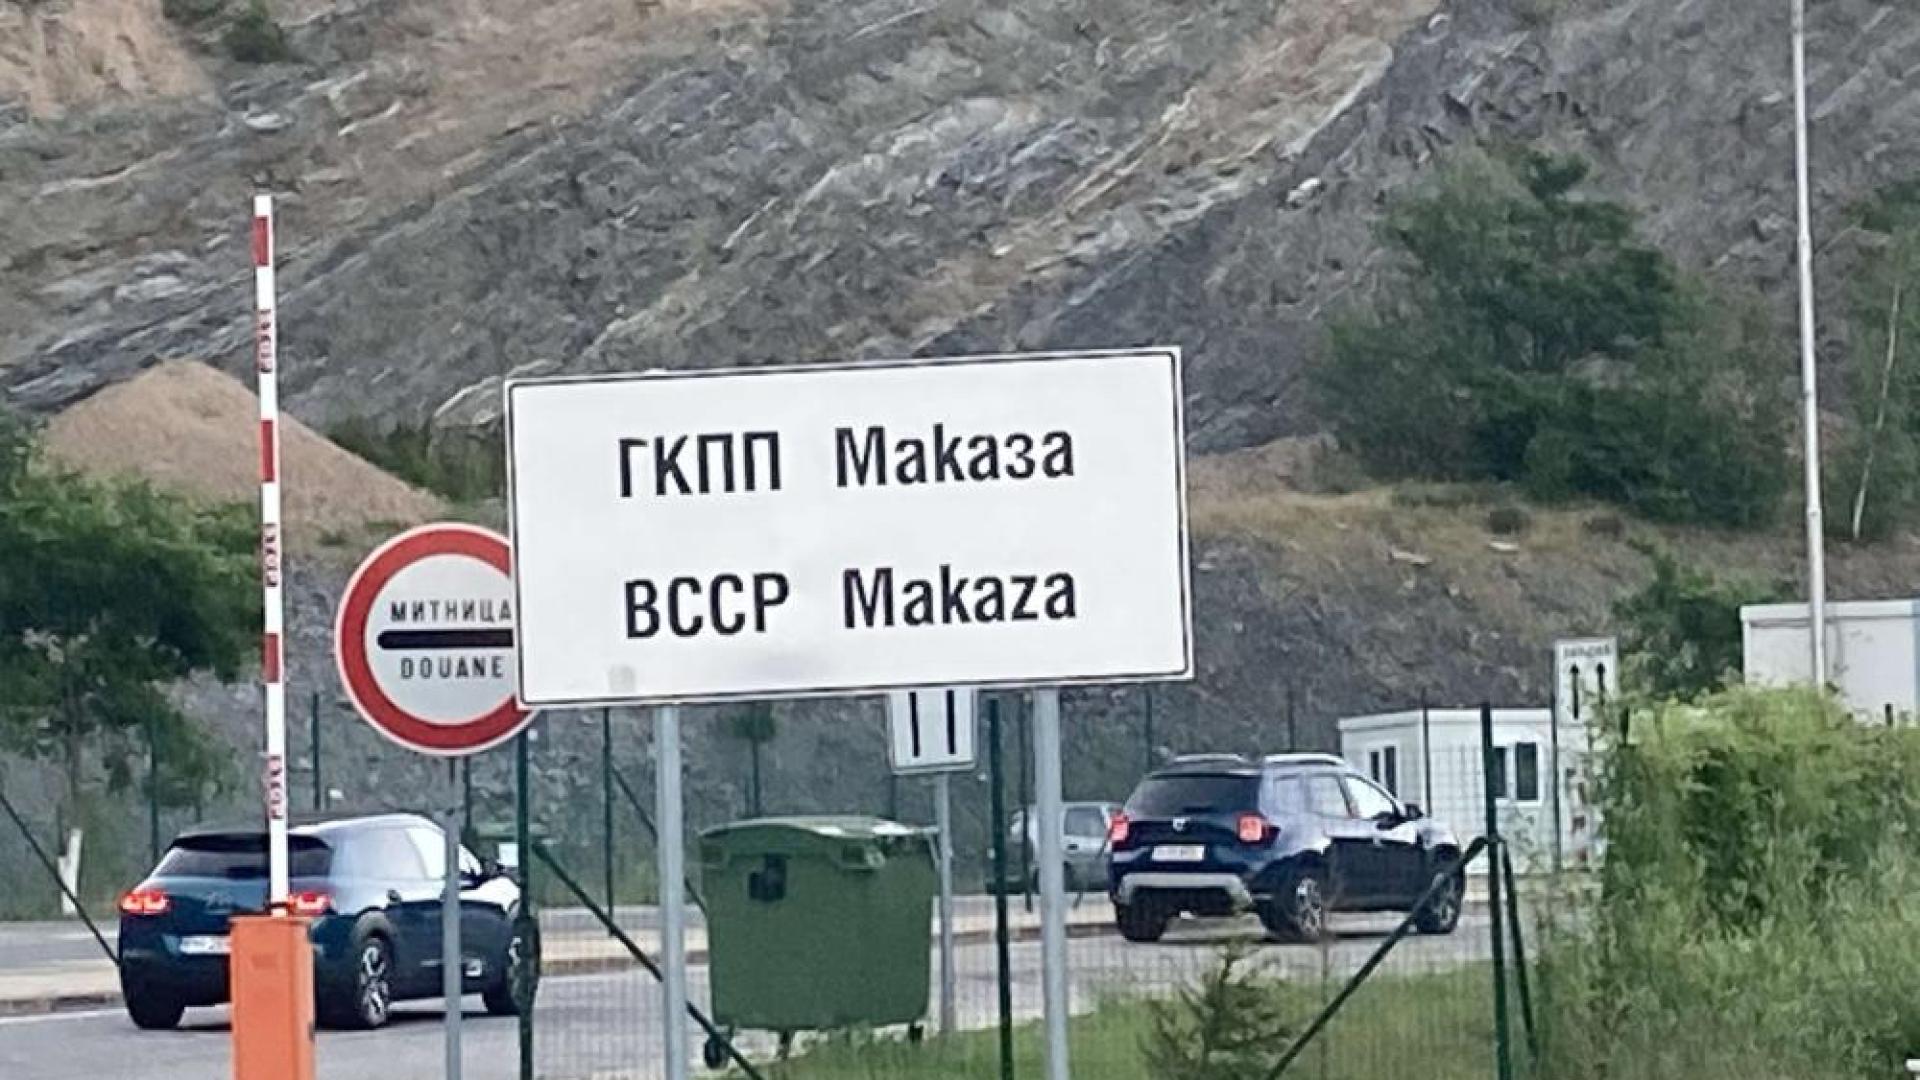 ГКПП Маказа
BCCP Makaza
МИТНИЦА
DOUANE